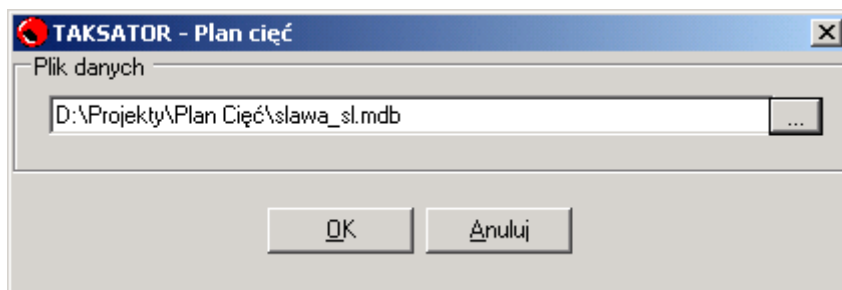 TAKSATOR - Plan cięć
Plik danych
D:\Projekty\Plan Cięć\slawa_sl.mdb
...
OK
Anuluj